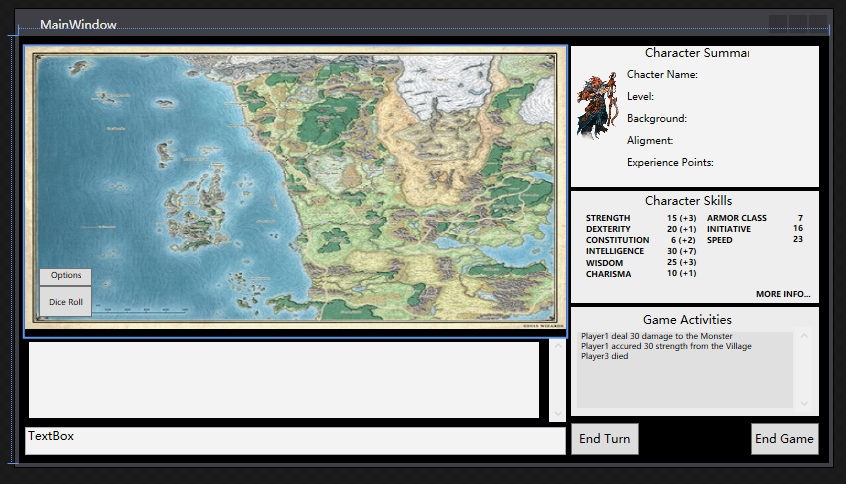 MainWindow
Options
Dice Roll
TextBox
Character Summar
Chacter Name:
Level:
Background:
Aligment:
Experience Points:
Character Skills
STRENGTH 15 (+3) ARMOR CLASS 7
DEXTERITY 20 (+1) INITIATIVE 16
CONSTITUTION 6 (+2) SPEED 23
INTELLIGENCE 30 (+7)
WISDOM 25 (+3)
CHARISMA 10 (+1)
MORE INFO...
Game Activities
Player1 deal 30 damage to the Monster
Player1 accured 30 strength from the Village
Player3 died
End Turn
End Game